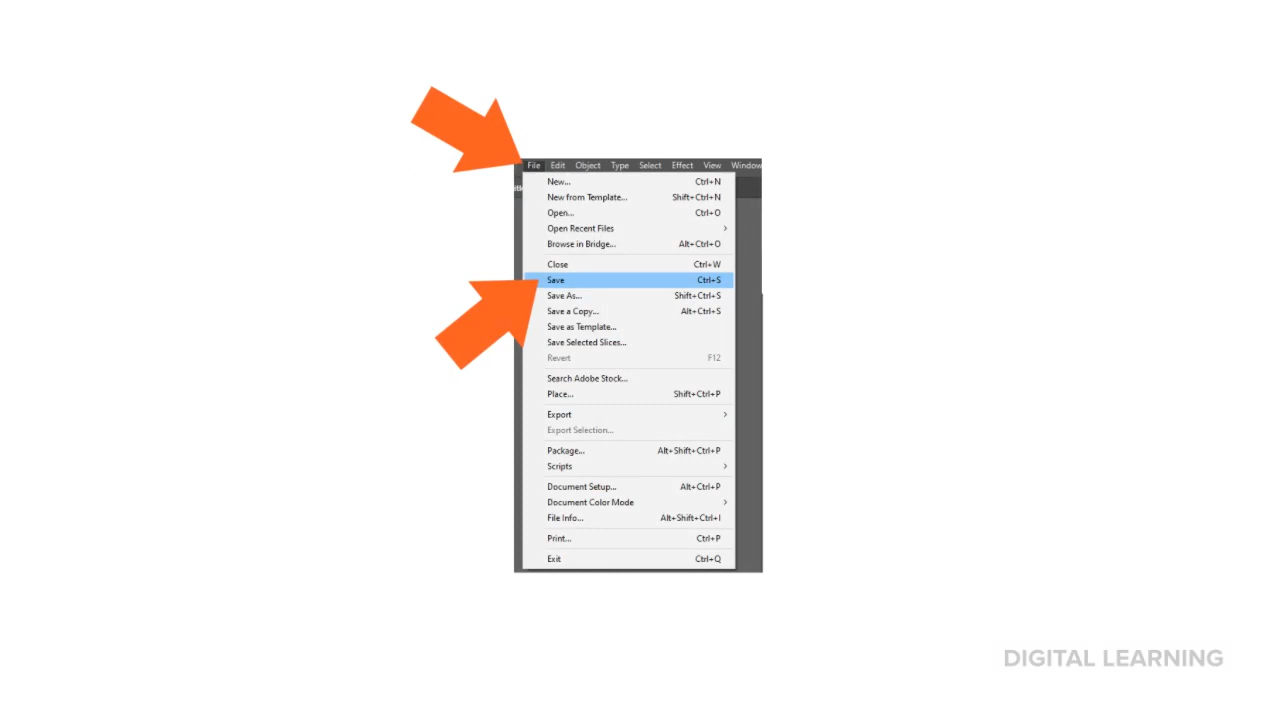 File Edit Object Type Select Effect View Window
New... Ctrl+N
New from Template... Shift+Ctrl+N
Open... Ctrl+O
Open Recent Files
Browse in Bridge... Alt+Ctrl+O
Close Ctrl+W
Save Ctrl+S
Save As... Shift+Ctrl+S
Save a Copy... Alt+Ctrl+S
Save as Template...
Save Selected Slices...
Revert F12
Search Adobe Stock...
Place... Shift+Ctrl+P
Export
Export Selection...
Package... Alt+Shift+Ctrl+P
Scripts
Document Setup... Alt+Ctrl+P
Document Color Mode
File Info... Alt+Shift+Ctrl+I
Print... Ctrl+P
Exit Ctrl+Q
DIGITAL LEARNING